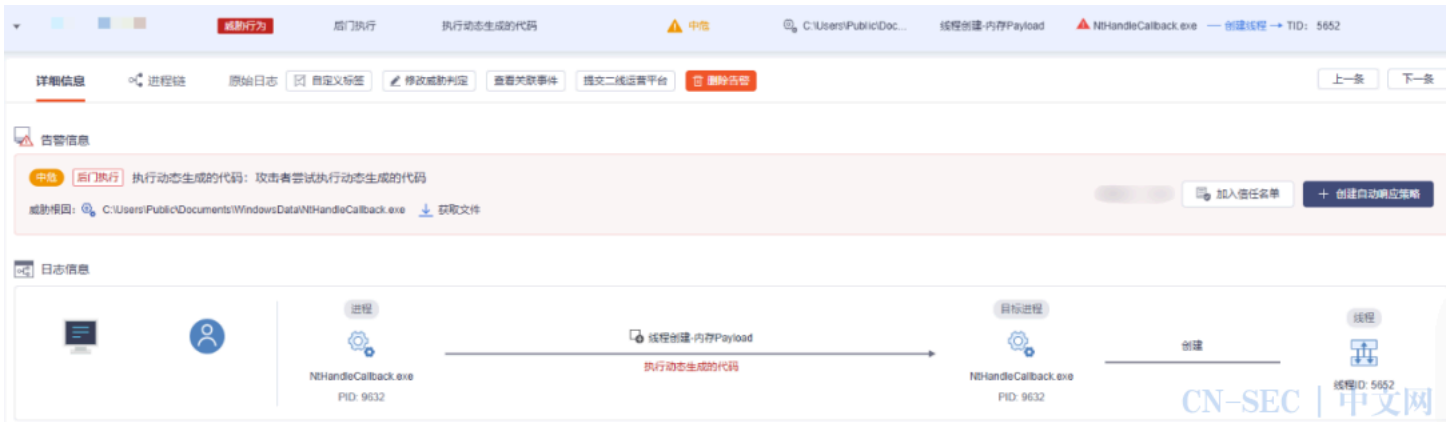 威胁行为 后门执行 执行动态生成的代码 中危 C:\Users\Public\Doc... 线程创建-内存Payload NtHandleCallback.exe — 创建线程 → TID: 5652
详细信息 进程链 原始日志 自定义标签 修改威胁判定 查看关联事件 提交二线运营平台 删除告警 上一条 下一条
告警信息
中危 后门执行 执行动态生成的代码：攻击者尝试执行动态生成的代码
威胁根因： C:\Users\Public\Documents\WindowsData\NtHandleCallback.exe 获取文件 加入信任名单 + 创建自动响应策略
日志信息
进程 目标进程 线程
线程创建-内存Payload 创建
执行动态生成的代码
NtHandleCallback.exe NtHandleCallback.exe
PID: 9632 PID: 9632 线程ID: 5652
CN-SEC | 中文网